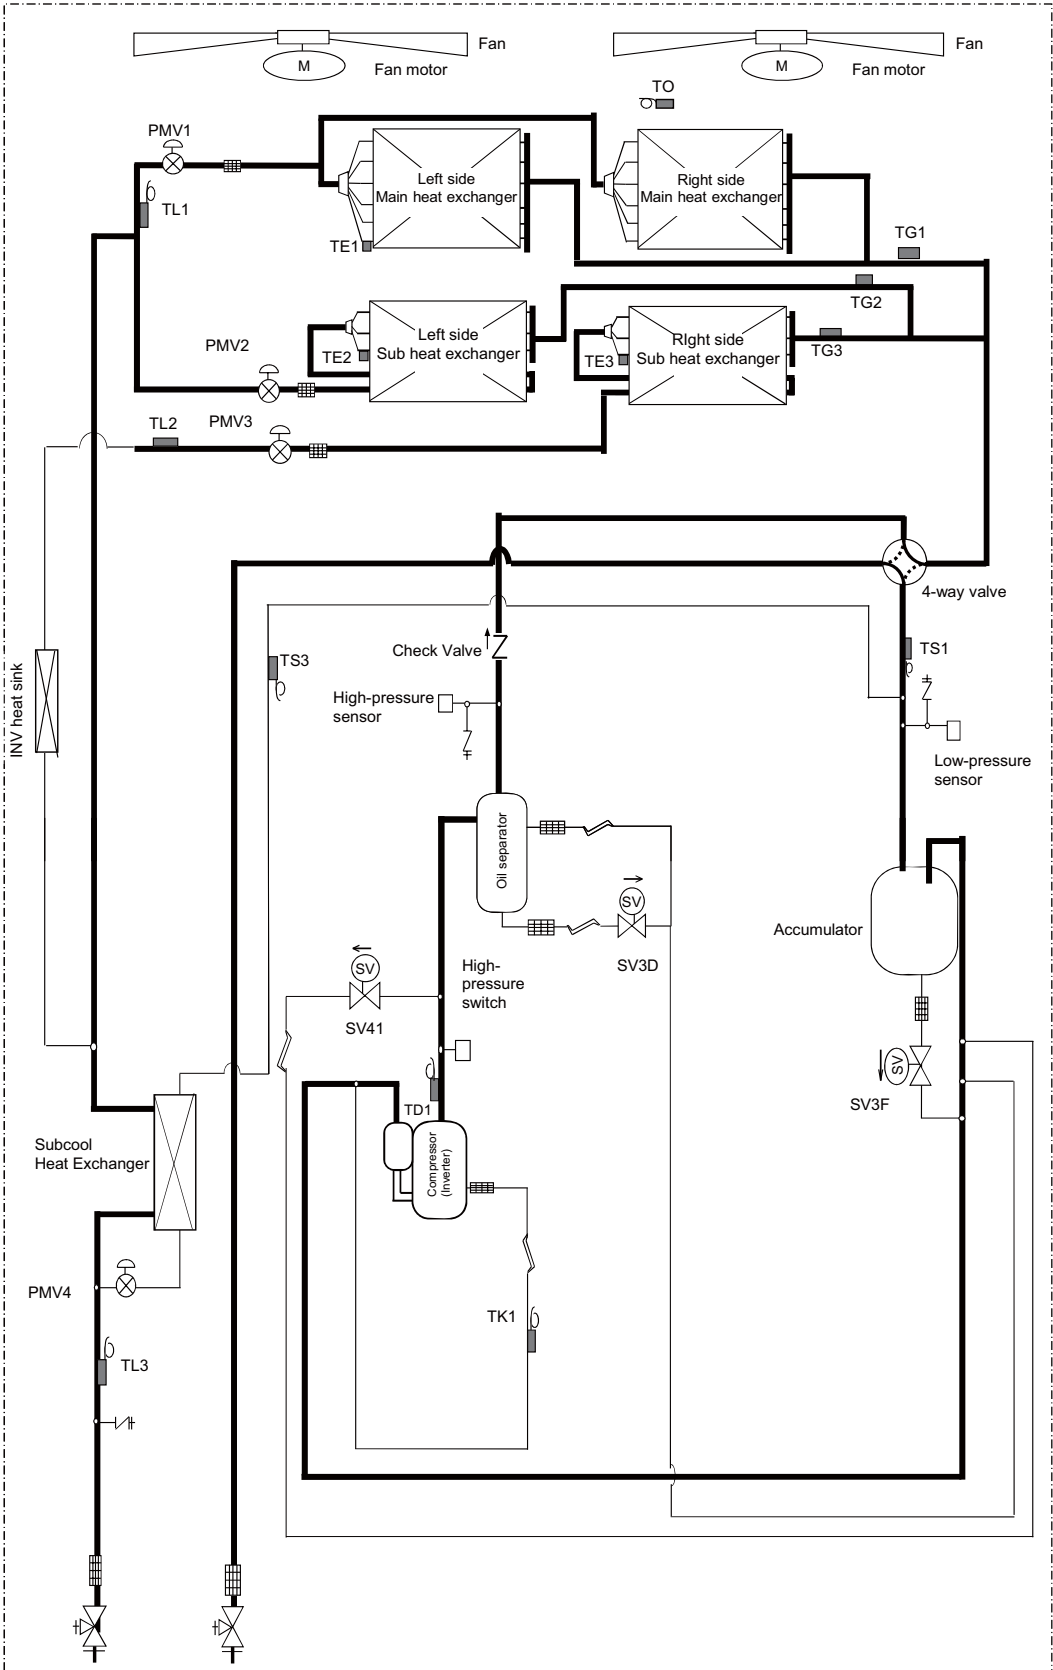 Fan
Fan
M
Fan motor
M
Fan motor
TO
PMV1
Left side
Main heat exchanger
Right side
Main heat exchanger
TL1
TE1
TG1
TG2
Left side
Sub heat exchanger
RIght side
Sub heat exchanger
PMV2
TE2
TE3
TG3
TL2
PMV3
4-way valve
Check Valve
TS3
TS1
High-pressure
sensor
INV heat sink
Low-pressure
sensor
Oil separator
SV
SV3D
Accumulator
High-
pressure
switch
SV
SV41
SV
SV3F
TD1
Compressor
(Inverter)
Subcool
Heat Exchanger
PMV4
TK1
TL3